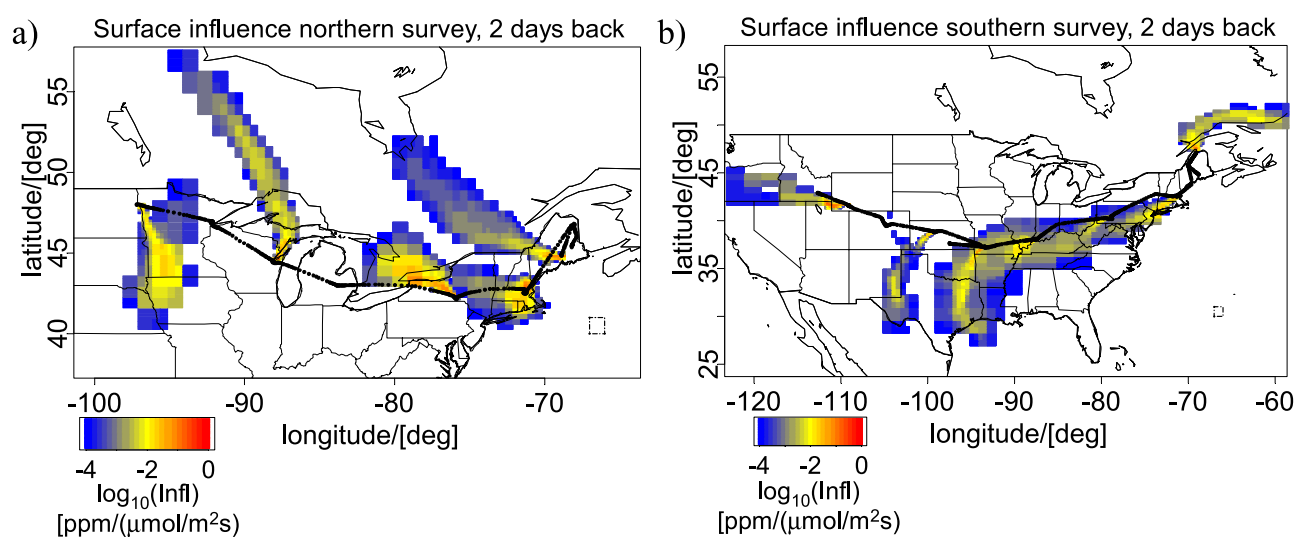 a)
Surface influence northern survey, 2 days back
latitude/[deg]
55
50
45
40
-100
-90
-80
-70
longitude/[deg]
-4
-2
0
log10(Infl)
[ppm/(μmol/m2s)
b)
Surface influence southern survey, 2 days back
latitude/[deg]
55
45
35
25
-120
-110
-100
-90
-80
-70
-60
longitude/[deg]
-4
-2
0
log10(Infl)
[ppm/(μmol/m2s)